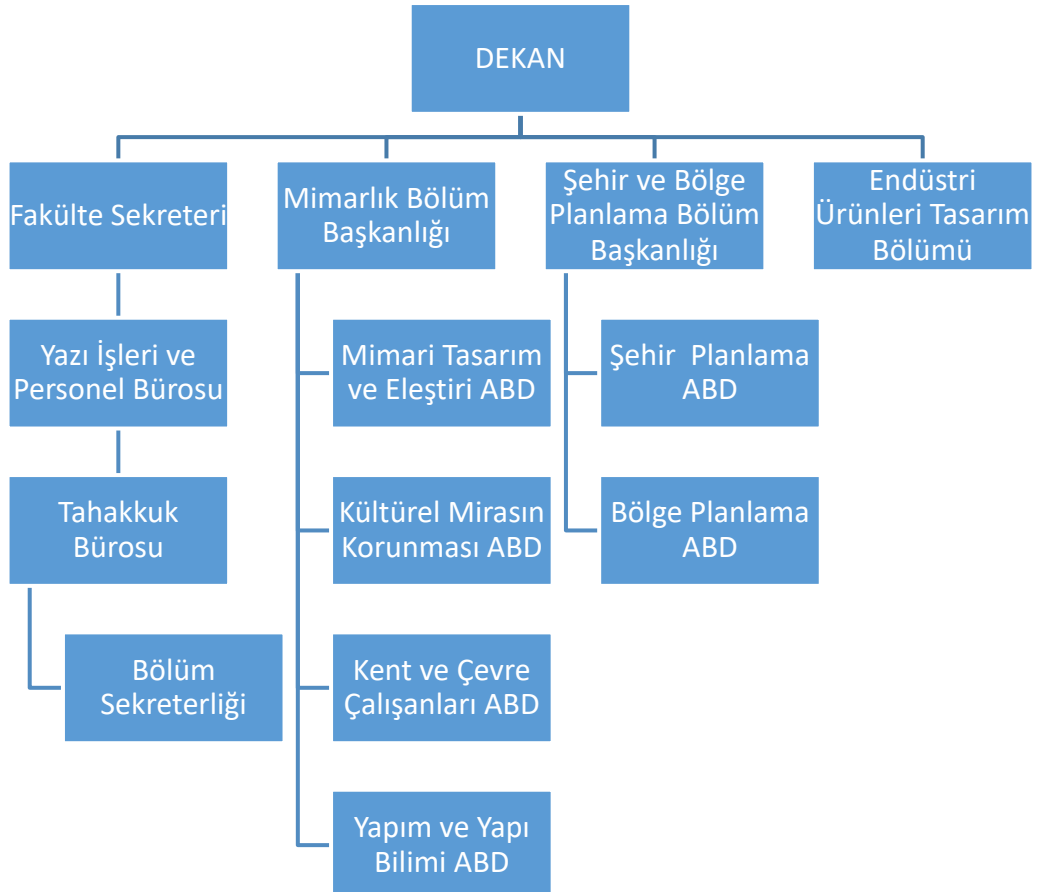 DEKAN
Fakülte Sekreteri
Mimarlık Bölüm
Başkanlığı
Şehir ve Bölge
Planlama Bölüm
Başkanlığı
Endüstri
Ürünleri Tasarım
Bölümü
Yazı İşleri ve
Personel Bürosu
Mimari Tasarım
ve Eleştiri ABD
Şehir  Planlama
ABD
Tahakkuk
Bürosu
Kültürel Mirasın
Korunması ABD
Bölge Planlama
ABD
Bölüm
Sekreterliği
Kent ve Çevre
Çalışanları ABD
Yapım ve Yapı
Bilimi ABD